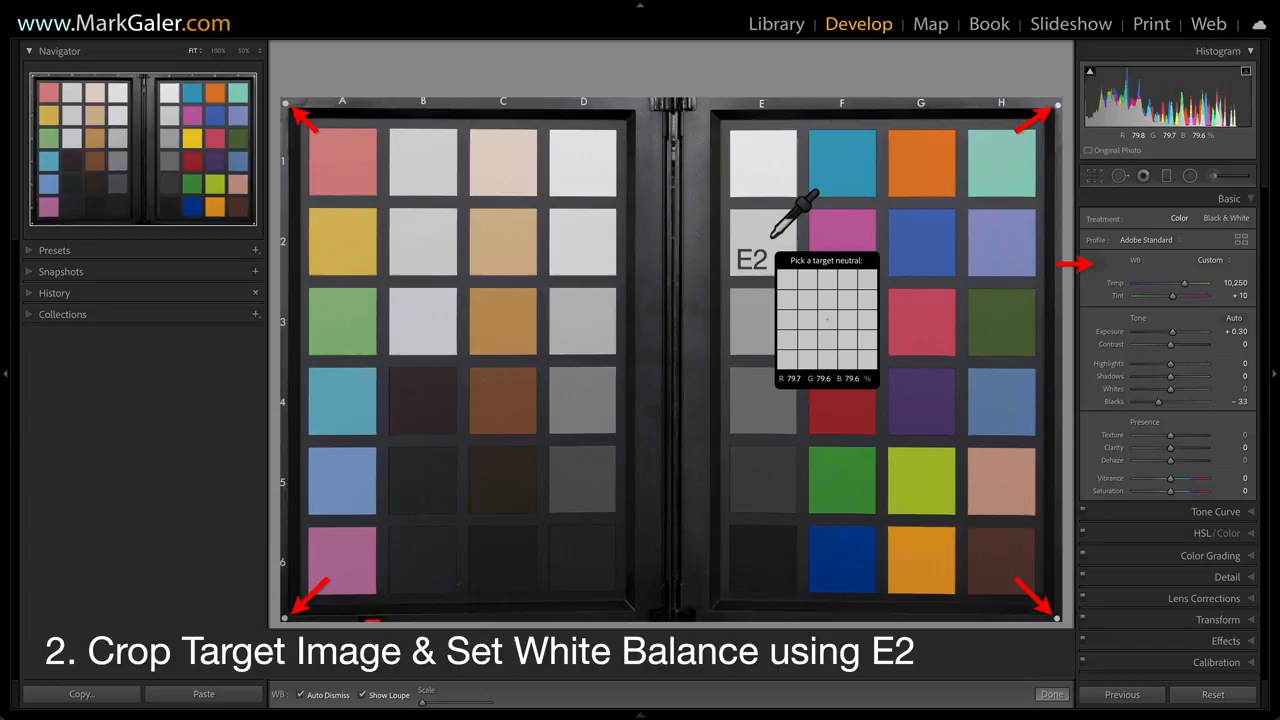 www.MarkGaler.com
Library Develop Map Book Slideshow Print Web
Navigator FIT 100% 50%
Presets
Snapshots
History
Collections
A B C D E F G H
1
2
3
4
5
6
E2
Pick a target neutral:
R 79.7 G 79.6 B 79.6 %
Histogram
R 79.8 G 79.7 B 79.6 %
Original Photo
Basic
Treatment: Color Black & White
Profile: Adobe Standard
WB: Custom
Temp 10,250
Tint + 10
Tone Auto
Exposure + 0.30
Contrast 0
Highlights 0
Shadows 0
Whites 0
Blacks – 33
Presence
Texture 0
Clarity 0
Dehaze 0
Vibrance 0
Saturation 0
Tone Curve
HSL / Color
Color Grading
Detail
Lens Corrections
Transform
Effects
Calibration
2. Crop Target Image & Set White Balance using E2
Copy... Paste
WB: Auto Dismiss Show Loupe Scale
Done
Previous Reset